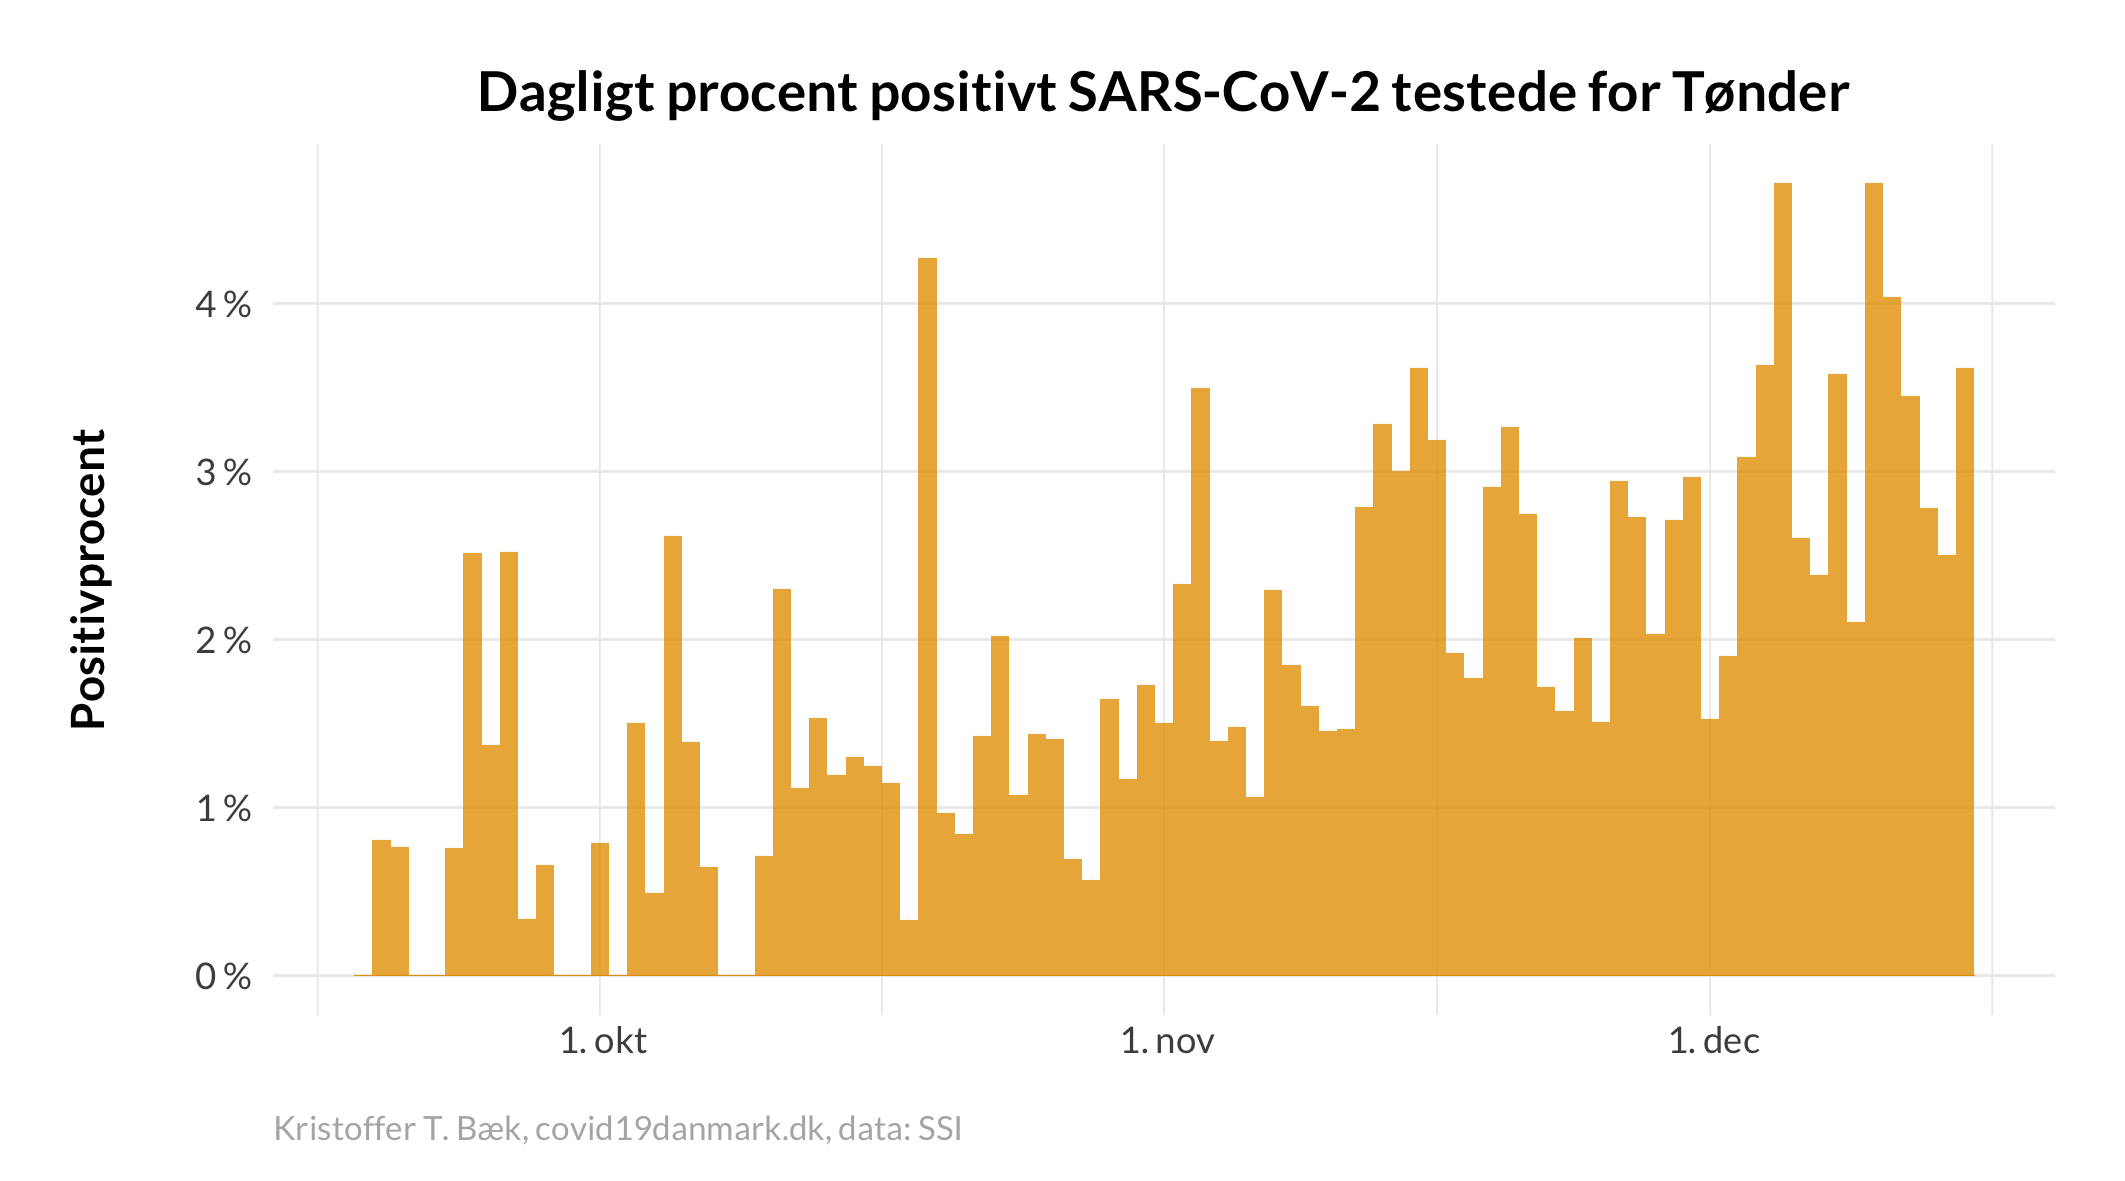 Dagligt procent positivt SARS-CoV-2 testede for Tønder
Positivprocent
4 %
3 %
2 %
1 %
0 %
1. okt
1. nov
1. dec
Kristoffer T. Bæk, covid19danmark.dk, data: SSI